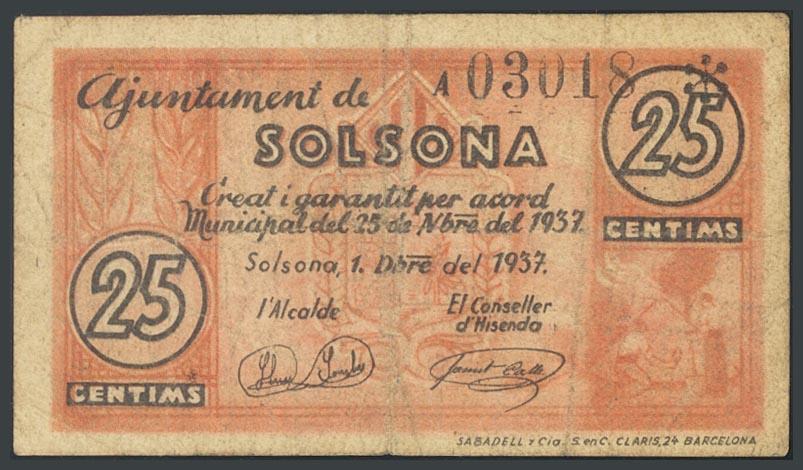 Ajuntament de
A 03018
SOLSONA
25
CENTIMS
Creat i garantit per acord
Municipal del 25 de Nbre del 1937.
Solsona, 1. Dbre del 1937.
l'Alcalde
El Conseller
d'Hisenda
25
CENTIMS
SABADELL y Cia. S. en C. CLARIS, 24 BARCELONA